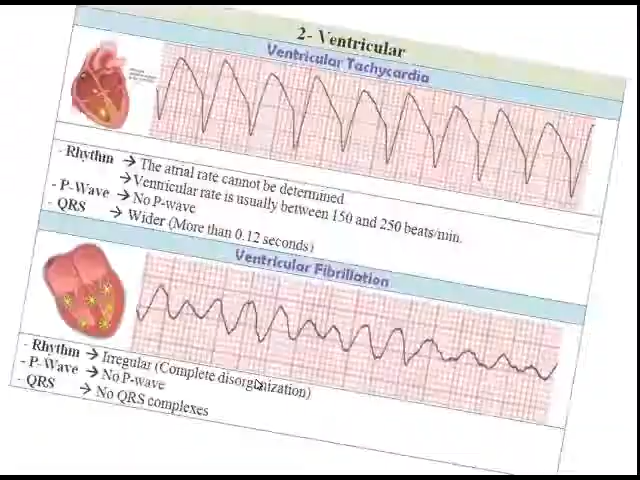 2- Ventricular
Ventricular Tachycardia
- Rhythm → The atrial rate cannot be determined
→ Ventricular rate is usually between 150 and 250 beats/min.
- P-Wave → No P-wave
- QRS → Wider (More than 0.12 seconds)
Ventricular Fibrillation
- Rhythm → Irregular (Complete disorganization)
- P-Wave → No P-wave
- QRS → No QRS complexes